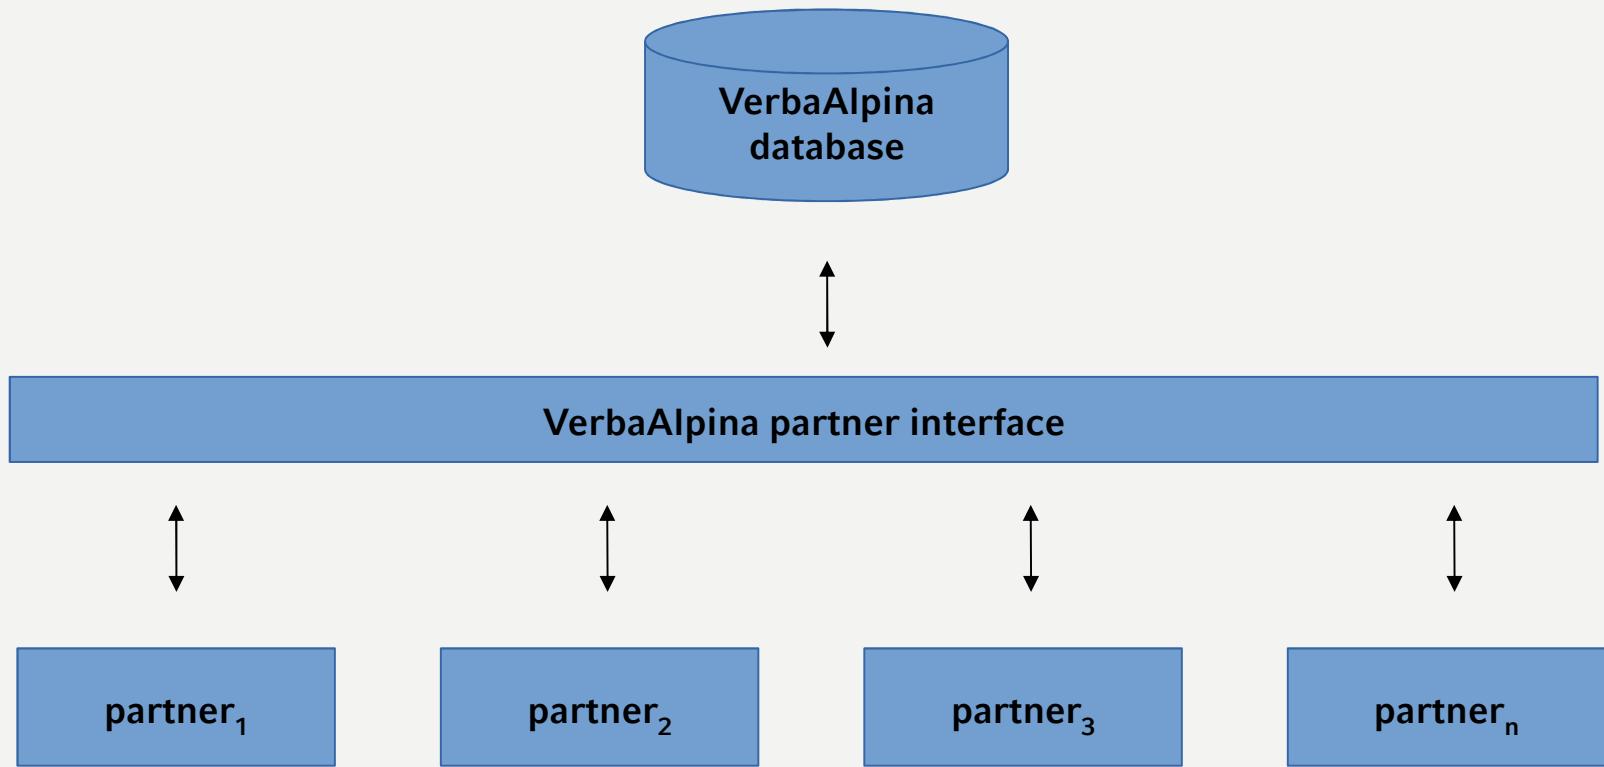 VerbaAlpina
database
VerbaAlpina partner interface
partner₁ partner₂ partner₃ partnerₙ